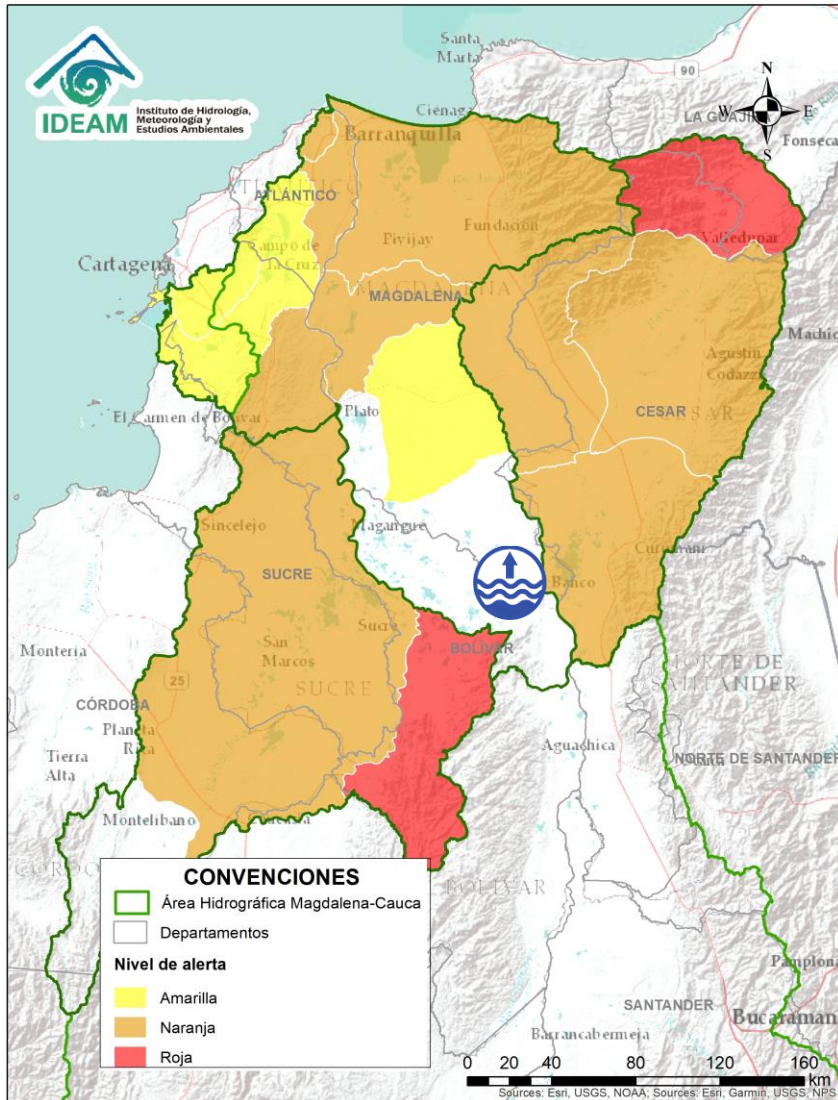 IDEAM
Instituto de Hidrología,
Meteorología y
Estudios Ambientales
Santa
Marta
Ciénaga
90
N
W
E
S
LA GUAJI
Fonseca
Barranquilla
ATLÁNTICO
Valledupar
Fundación
Pivijay
Campo de
la Cruz
Cartagena
MAGDALENA
Agustín
Codazzi
El Carmen de Bolívar
Plato
CESAR
Sincelejo
Magangué
SUCRE
Banco
Sucre
San
Marcos
BOLÍVAR
SUCRE
Montería
25
NORTE DE
SANTANDER
CÓRDOBA
Planeta
Rica
Tierra
Alta
Aguachica
NORTE DE SANTANDER
Montelíbano
BOLÍVAR
CONVENCIONES
Área Hidrográfica Magdalena-Cauca
Departamentos
Nivel de alerta
Amarilla
Naranja
Roja
Pamplona
SANTANDER
Bucaraman
Barrancabermeja
0 20 40 80 120 160
km
Sources: Esri, USGS, NOAA; Sources: Esri, Garmin, USGS, NPS